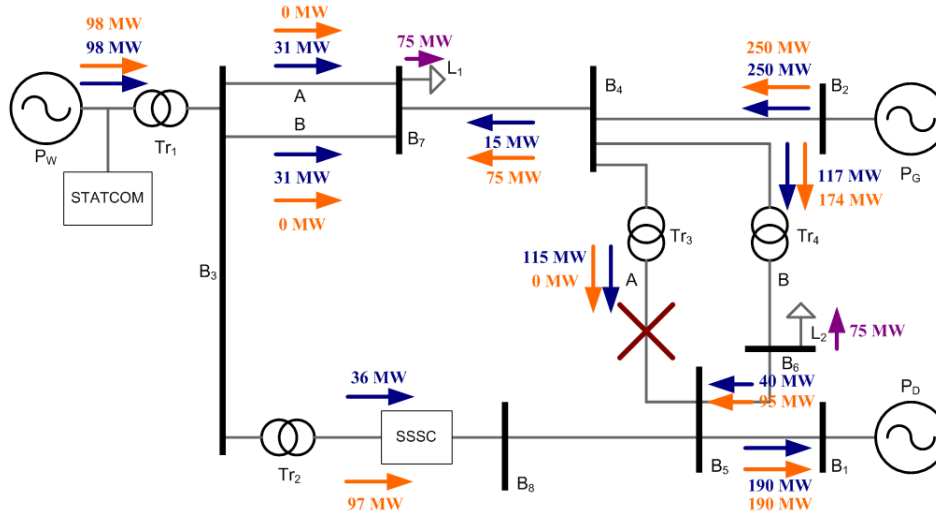 98 MW
98 MW
0 MW
31 MW
75 MW
L1
A
B
B7
Tr1
PW
STATCOM
31 MW
0 MW
B3
B4
15 MW
75 MW
250 MW
250 MW
B2
PG
117 MW
174 MW
Tr3
Tr4
115 MW
0 MW
A
B
L2
75 MW
B6
36 MW
SSSC
97 MW
Tr2
B8
40 MW
95 MW
PD
B5
B1
190 MW
190 MW